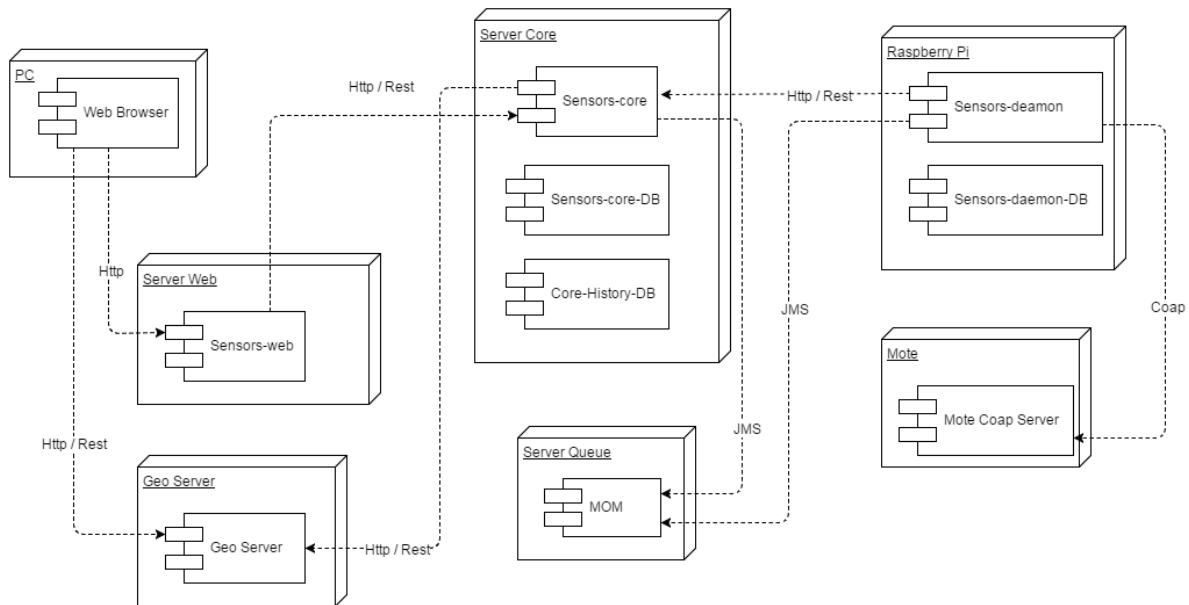 PC
Web Browser
Server Core
Sensors-core
Sensors-core-DB
Core-History-DB
Raspberry Pi
Sensors-deamon
Sensors-daemon-DB
Http / Rest
Http / Rest
Http
Server Web
Sensors-web
JMS
Coap
Mote
Mote Coap Server
Http / Rest
JMS
Server Queue
MOM
Geo Server
Geo Server
Http / Rest